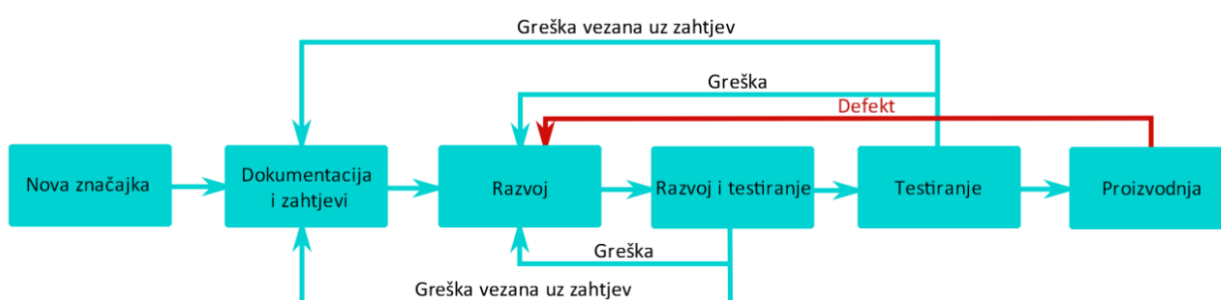 Greška vezana uz zahtjev
Greška
Defekt
Nova značajka
Dokumentacija
i zahtjevi
Razvoj
Razvoj i testiranje
Testiranje
Proizvodnja
Greška
Greška vezana uz zahtjev